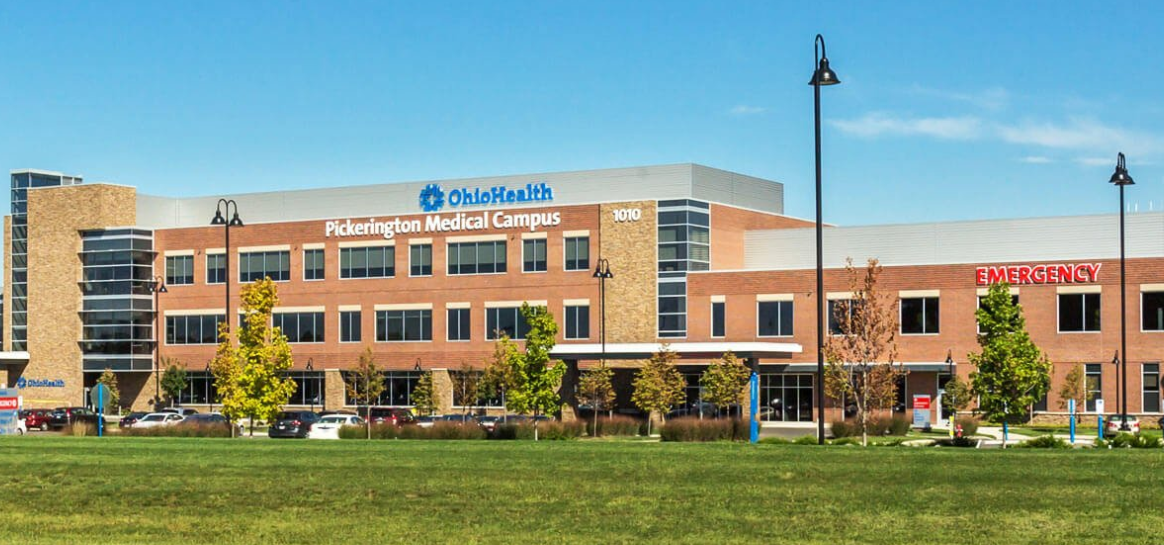 OhioHealth
Pickerington Medical Campus
1010
EMERGENCY
OhioHealth